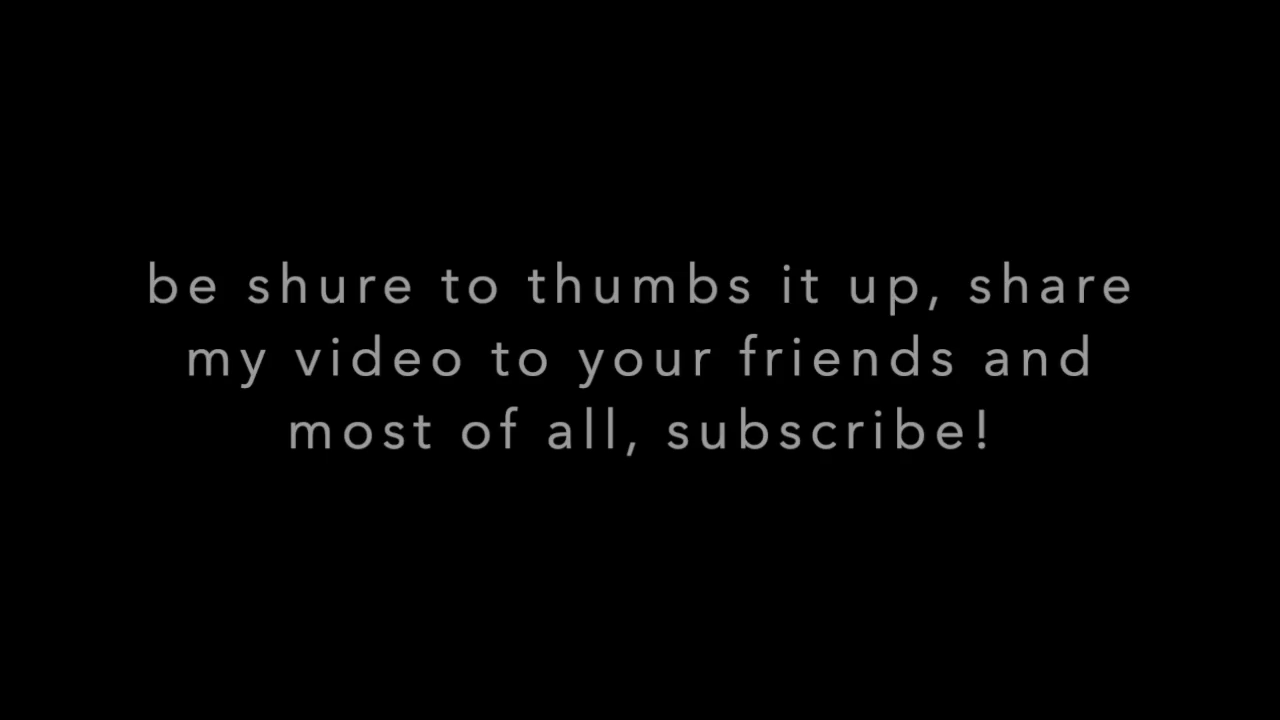 be shure to thumbs it up, share
my video to your friends and
most of all, subscribe!